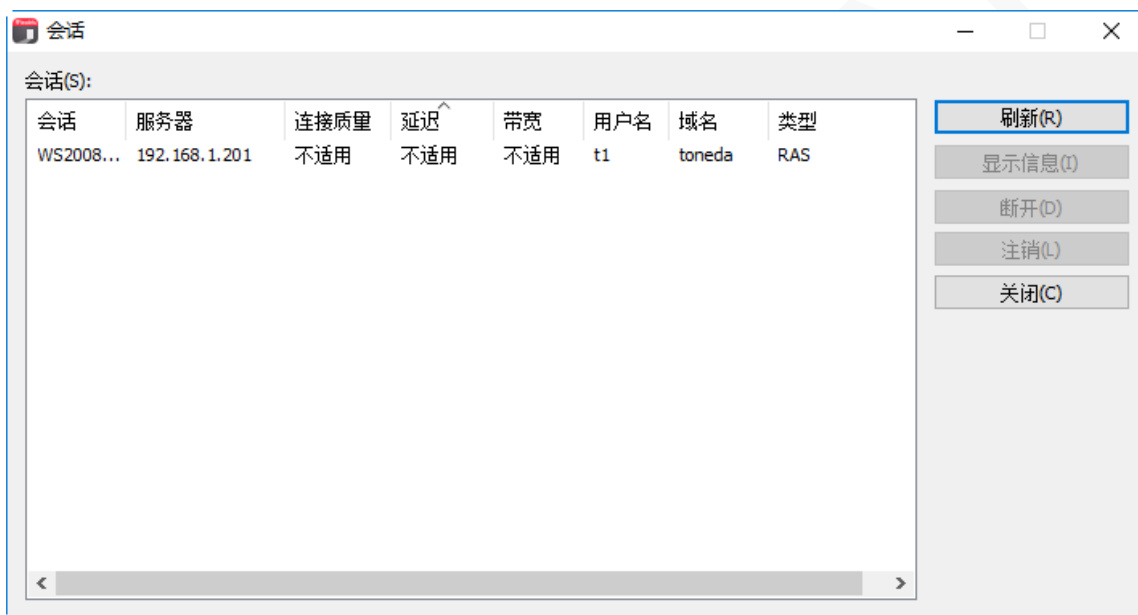 会话
会话(S):
会话 服务器 连接质量 延迟 带宽 用户名 域名 类型
WS2008... 192.168.1.201 不适用 不适用 不适用 t1 toneda RAS
刷新(R)
显示信息(I)
断开(D)
注销(L)
关闭(C)